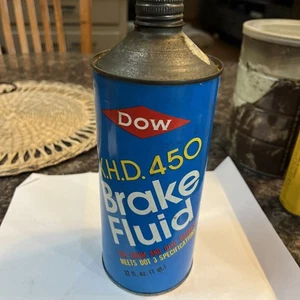 DOW
H.D. 450
Brake
Fluid
MEETS DOT 3 SPECIFICATIONS